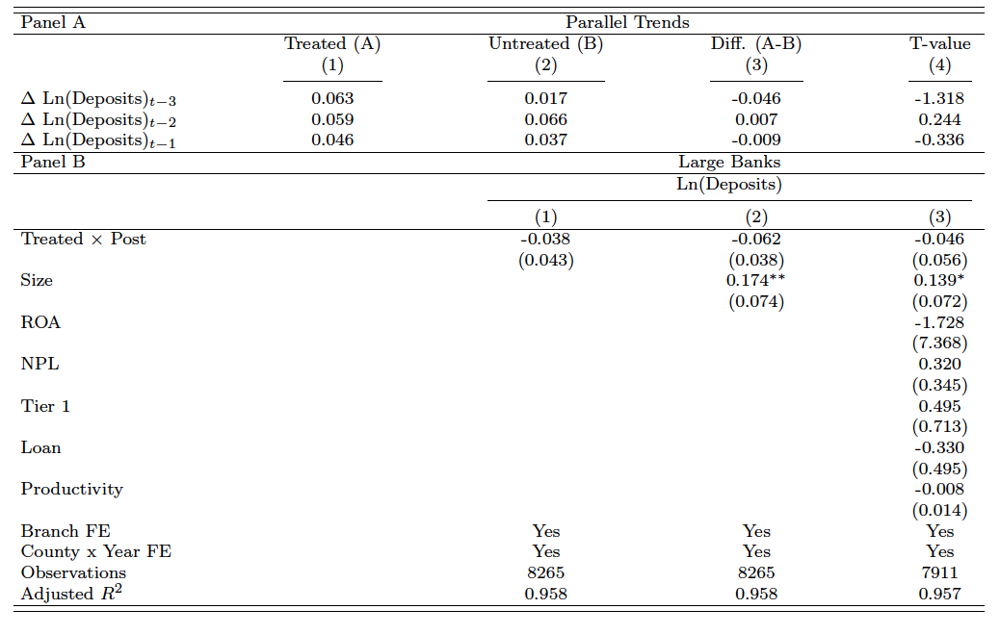 Panel A Parallel Trends
Treated (A) Untreated (B) Diff. (A-B) T-value
(1) (2) (3) (4)
Δ Ln(Deposits)t−3 0.063 0.017 -0.046 -1.318
Δ Ln(Deposits)t−2 0.059 0.066 0.007 0.244
Δ Ln(Deposits)t−1 0.046 0.037 -0.009 -0.336
Panel B Large Banks
Ln(Deposits)
(1) (2) (3)
Treated × Post -0.038 -0.062 -0.046
(0.043) (0.038) (0.056)
Size 0.174** 0.139*
(0.074) (0.072)
ROA -1.728
(7.368)
NPL 0.320
(0.345)
Tier 1 0.495
(0.713)
Loan -0.330
(0.495)
Productivity -0.008
(0.014)
Branch FE Yes Yes Yes
County x Year FE Yes Yes Yes
Observations 8265 8265 7911
Adjusted R2 0.958 0.958 0.957